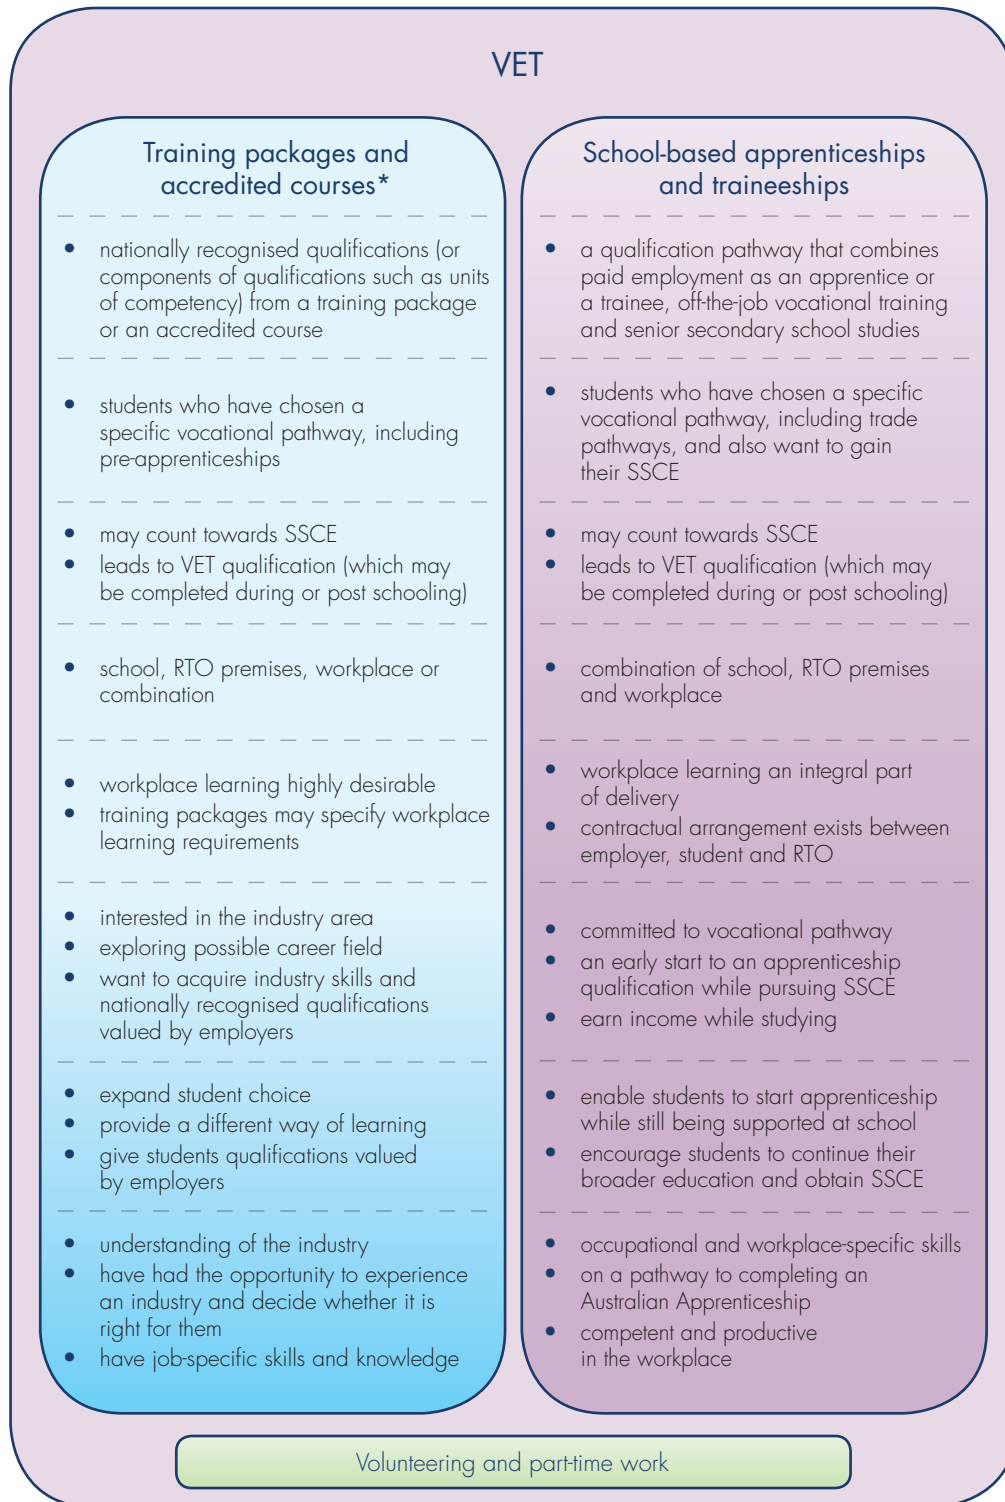 VET
Training packages and
accredited courses*
• nationally recognised qualifications (or
components of qualifications such as units
of competency) from a training package
or an accredited course
• students who have chosen a
specific vocational pathway, including
pre-apprenticeships
• may count towards SSCE
• leads to VET qualification (which may
be completed during or post schooling)
• school, RTO premises, workplace or
combination
• workplace learning highly desirable
• training packages may specify workplace
learning requirements
• interested in the industry area
• exploring possible career field
• want to acquire industry skills and
nationally recognised qualifications
valued by employers
• expand student choice
• provide a different way of learning
• give students qualifications valued
by employers
• understanding of the industry
• have had the opportunity to experience
an industry and decide whether it is
right for them
• have job-specific skills and knowledge
School-based apprenticeships
and traineeships
• a qualification pathway that combines
paid employment as an apprentice or
a trainee, off-the-job vocational training
and senior secondary school studies
• students who have chosen a specific
vocational pathway, including trade
pathways, and also want to gain
their SSCE
• may count towards SSCE
• leads to VET qualification (which may
be completed during or post schooling)
• combination of school, RTO premises
and workplace
• workplace learning an integral part
of delivery
• contractual arrangement exists between
employer, student and RTO
• committed to vocational pathway
• an early start to an apprenticeship
qualification while pursuing SSCE
• earn income while studying
• enable students to start apprenticeship
while still being supported at school
• encourage students to continue their
broader education and obtain SSCE
• occupational and workplace-specific skills
• on a pathway to completing an
Australian Apprenticeship
• competent and productive
in the workplace
Volunteering and part-time work